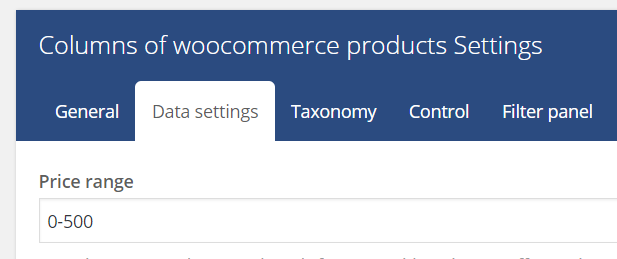 Columns of woocommerce products Settings
General
Data settings
Taxonomy
Control
Filter panel
Price range
0-500